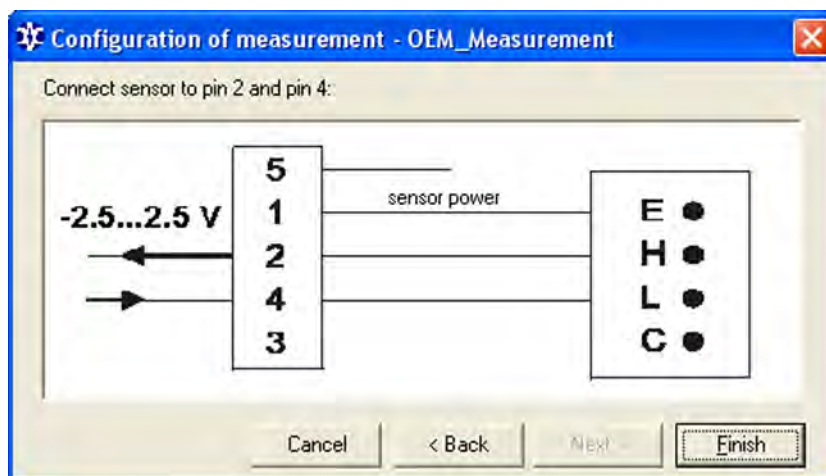 Configuration of measurement - OEM_Measurement
Connect sensor to pin 2 and pin 4:
5
sensor power
-2.5...2.5 V 1 E
2 H
4 L
3 C
Cancel < Back Next Finish